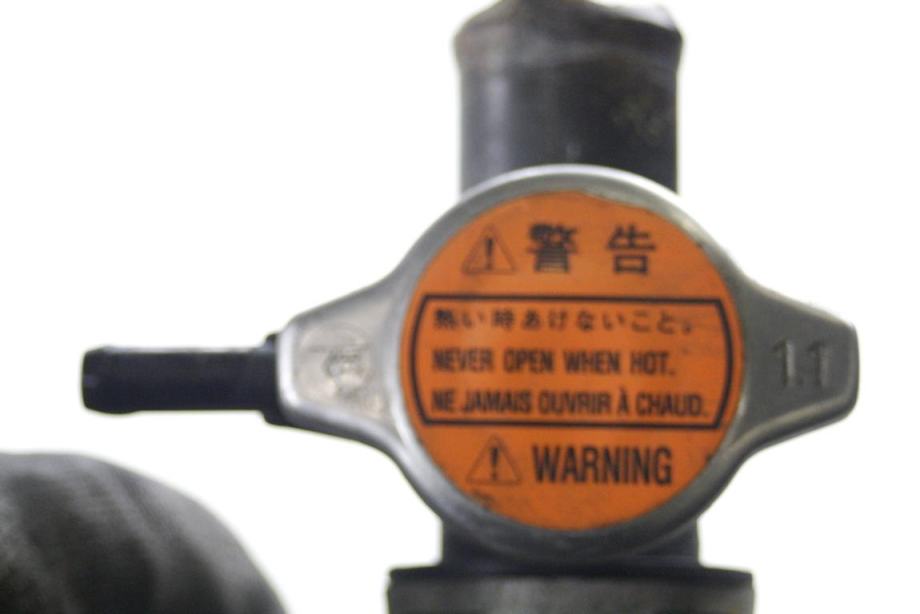 警告
熱い時あけないこと。
NEVER OPEN WHEN HOT.
NE JAMAIS OUVRIR À CHAUD.
WARNING
1.1